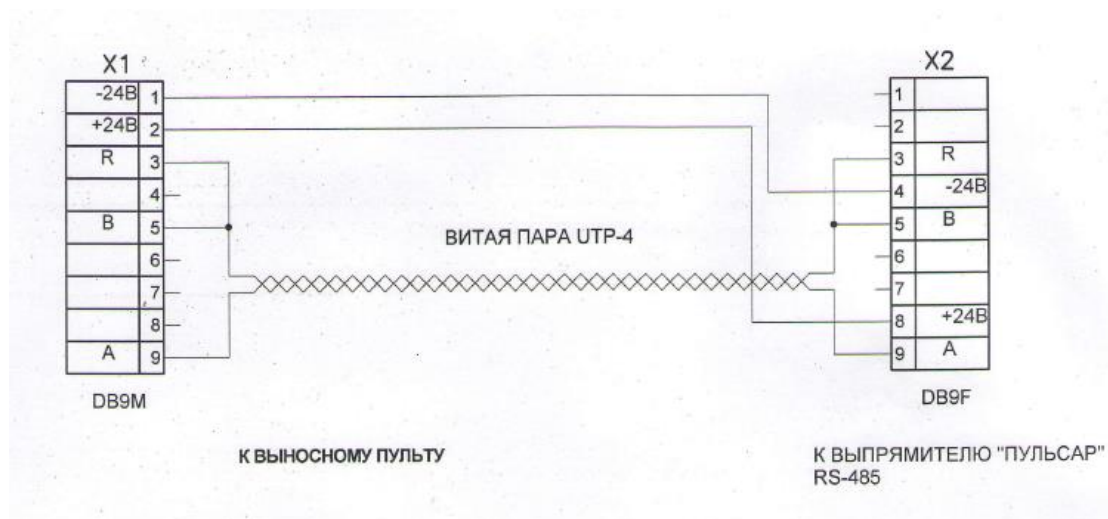 X1
-24В 1
+24В 2
R 3
4
В 5
6
7
8
А 9
DB9M
К ВЫНОСНОМУ ПУЛЬТУ
ВИТАЯ ПАРА UTP-4
X2
1
2
3 R
4 -24В
5 В
6
7
8 +24В
9 А
DB9F
К ВЫПРЯМИТЕЛЮ "ПУЛЬСАР"
RS-485